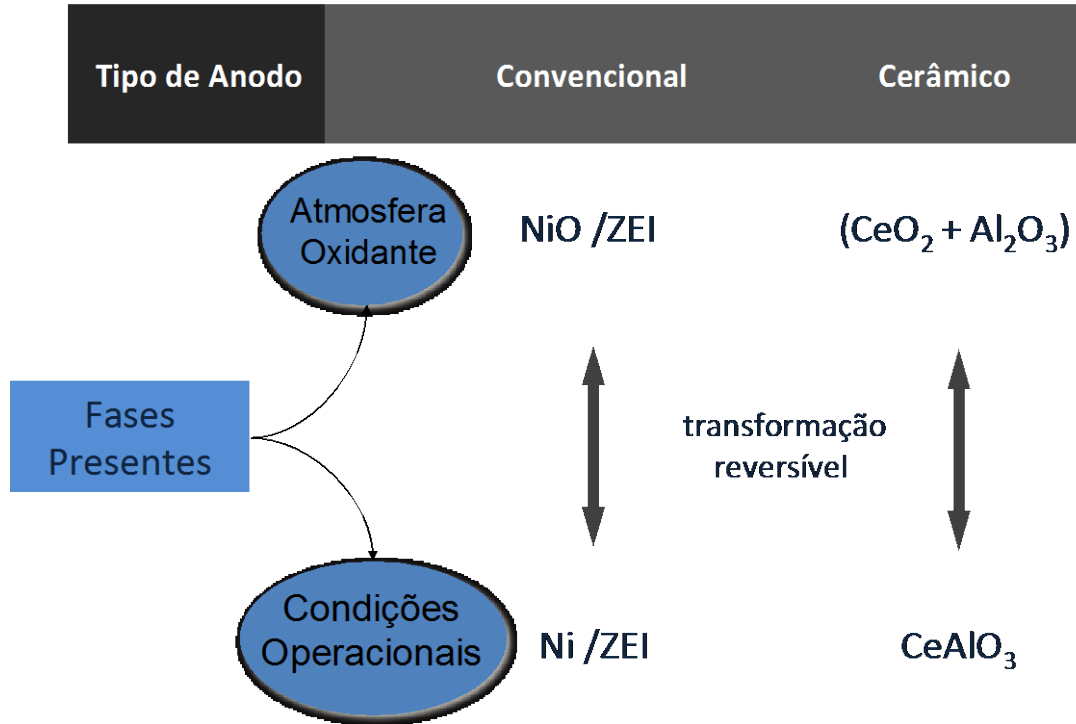 Tipo de Anodo Convencional Cerâmico
Atmosfera
Oxidante
NiO /ZEI (CeO₂ + Al₂O₃)
Fases
Presentes
transformação
reversível
Condições
Operacionais
Ni /ZEI CeAlO₃